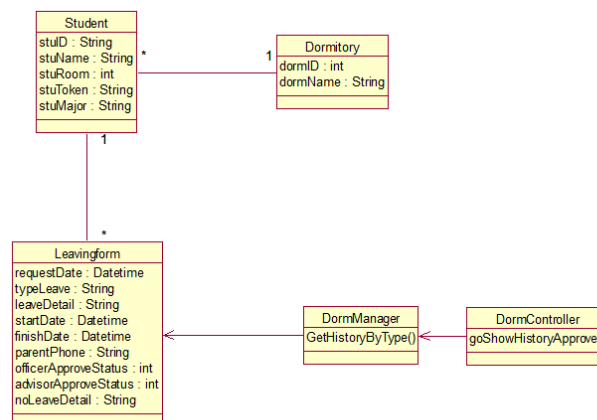 Student
stuID : String
stuName : String
stuRoom : int
stuToken : String
stuMajor : String
*
1
Dormitory
dormID : int
dormName : String
1
*
Leavingform
requestDate : Datetime
typeLeave : String
leaveDetail : String
startDate : Datetime
finishDate : Datetime
parentPhone : String
officerApproveStatus : int
advisorApproveStatus : int
noLeaveDetail : String
DormManager
GetHistoryByType()
DormController
goShowHistoryApprove